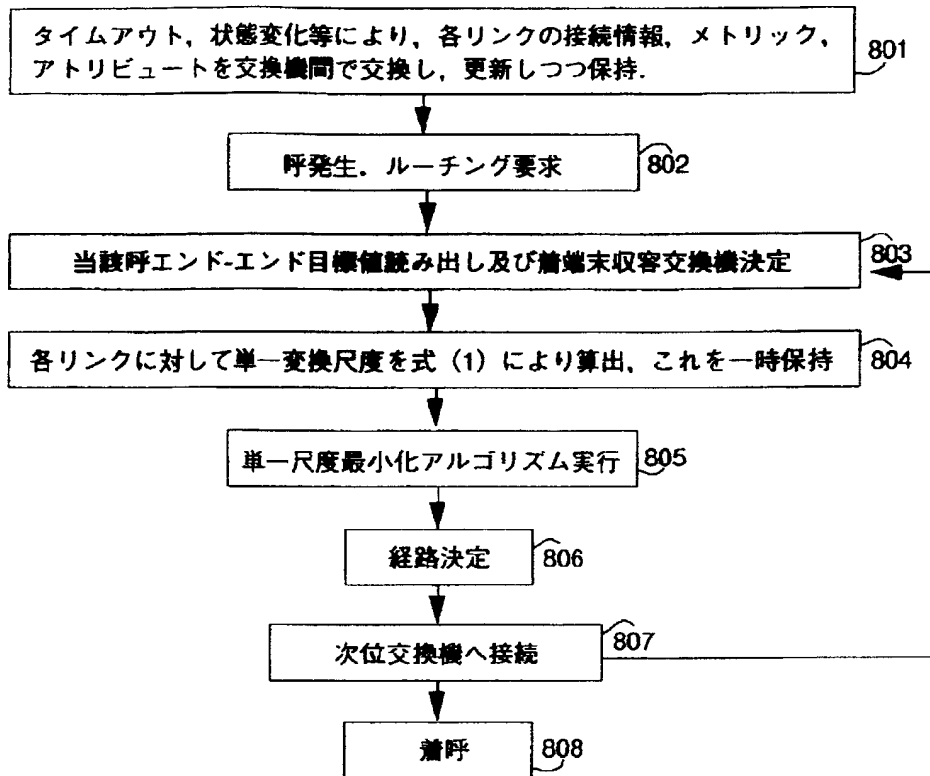 タイムアウト，状態変化等により，各リンクの接続情報，メトリック，
アトリビュートを交換機間で交換し，更新しつつ保持．
801
呼発生．ルーチング要求
802
当該呼エンド-エンド目標値読み出し及び着端末収容交換機決定
803
各リンクに対して単一変換尺度を式（1）により算出，これを一時保持
804
単一尺度最小化アルゴリズム実行
805
経路決定
806
次位交換機へ接続
807
着呼
808